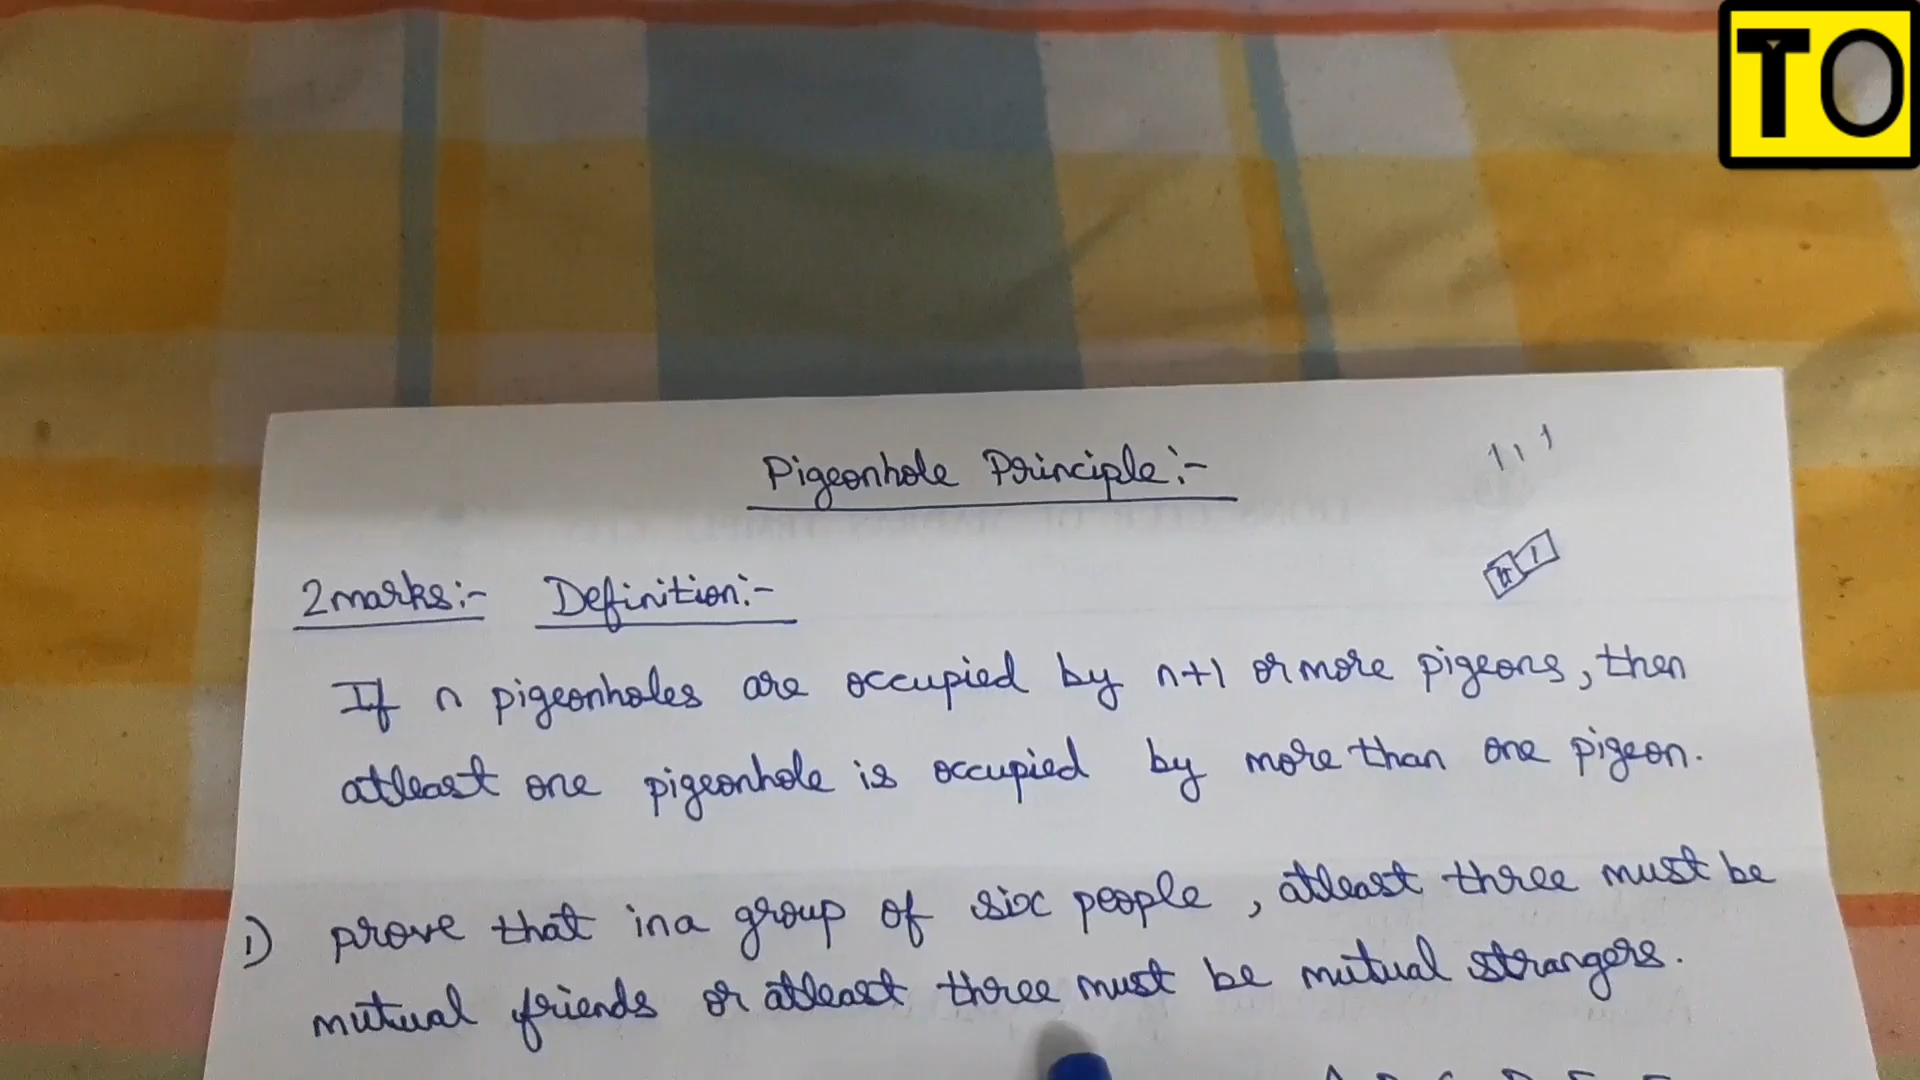 TO
Pigeonhole Principle:-
2marks:- Definition:-
If n pigeonholes are occupied by n+1 or more pigeons, then
atleast one pigeonhole is occupied by more than one pigeon.
1) prove that in a group of six people, atleast three must be
mutual friends or atleast three must be mutual strangers.